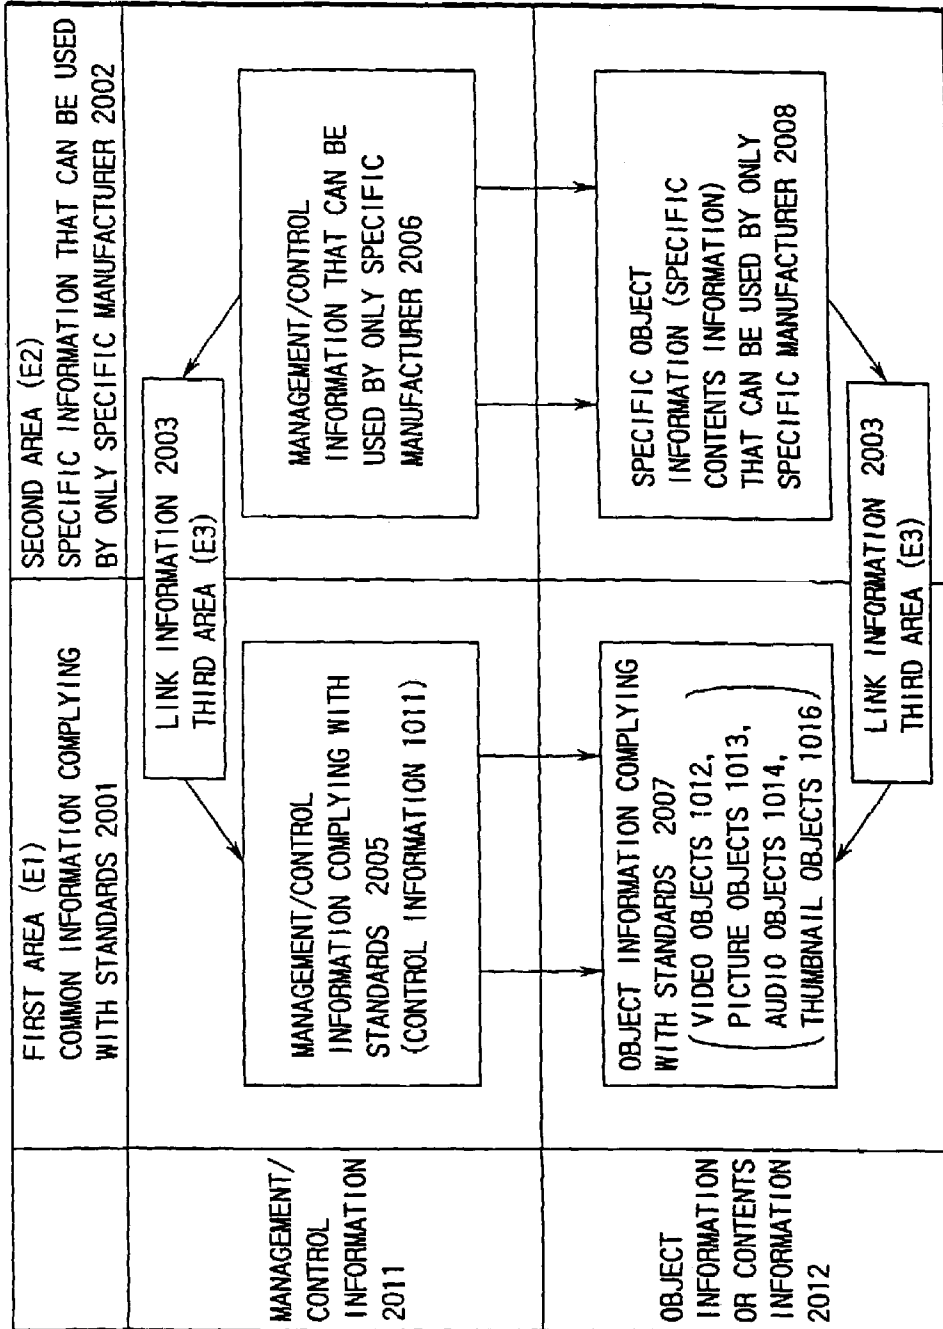 FIRST AREA (E1)
COMMON INFORMATION COMPLYING
WITH STANDARDS 2001
SECOND AREA (E2)
SPECIFIC INFORMATION THAT CAN BE USED
BY ONLY SPECIFIC MANUFACTURER 2002
MANAGEMENT/
CONTROL
INFORMATION
2011
LINK INFORMATION 2003
THIRD AREA (E3)
MANAGEMENT/CONTROL
INFORMATION COMPLYING WITH
STANDARDS 2005
(CONTROL INFORMATION 1011)
MANAGEMENT/CONTROL
INFORMATION THAT CAN BE
USED BY ONLY SPECIFIC
MANUFACTURER 2006
OBJECT
INFORMATION
OR CONTENTS
INFORMATION
2012
OBJECT INFORMATION COMPLYING
WITH STANDARDS 2007
(VIDEO OBJECTS 1012,
PICTURE OBJECTS 1013,
AUDIO OBJECTS 1014,
THUMBNAIL OBJECTS 1016)
SPECIFIC OBJECT
INFORMATION (SPECIFIC
CONTENTS INFORMATION)
THAT CAN BE USED BY ONLY
SPECIFIC MANUFACTURER 2008
LINK INFORMATION 2003
THIRD AREA (E3)